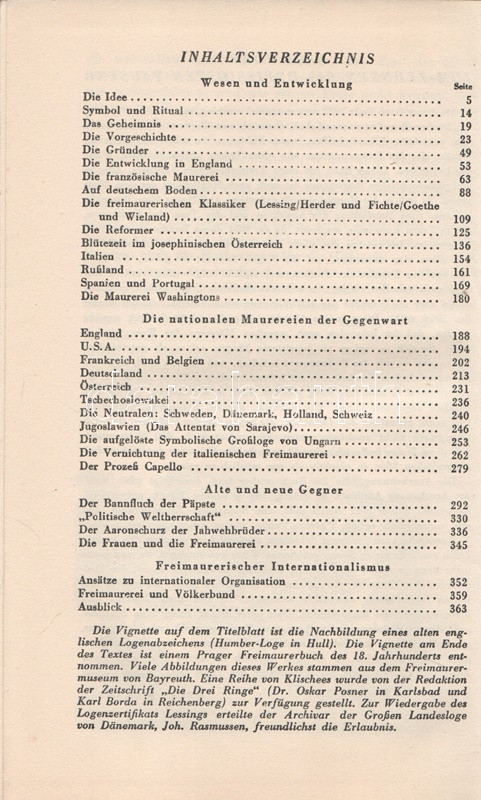 INHALTSVERZEICHNIS
Wesen und Entwicklung
Seite
Die Idee 5
Symbol und Ritual 14
Das Geheimnis 19
Die Vorgeschichte 23
Die Gründer 49
Die Entwicklung in England 53
Die französische Maurerei 63
Auf deutschem Boden 88
Die freimaurerischen Klassiker (Lessing/Herder und Fichte/Goethe
und Wieland) 109
Die Reformer 125
Blütezeit im josephinischen Österreich 136
Italien 154
Rußland 161
Spanien und Portugal 169
Die Maurerei Washingtons 180
Die nationalen Maurereien der Gegenwart
England 188
U.S.A. 194
Frankreich und Belgien 202
Deutschland 213
Österreich 231
Tschechoslowakei 236
Die Neutralen: Schweden, Dänemark, Holland, Schweiz 240
Jugoslawien (Das Attentat von Sarajevo) 246
Die aufgelöste Symbolische Großloge von Ungarn 253
Die Vernichtung der italienischen Freimaurerei 262
Der Prozeß Capello 279
Alte und neue Gegner
Der Bannfluch der Päpste 292
„Politische Weltherrschaft“ 330
Der Aaronschurz der Jahwehbrüder 336
Die Frauen und die Freimaurerei 345
Freimaurerischer Internationalismus
Ansätze zu internationaler Organisation 352
Freimaurerei und Völkerbund 359
Ausblick 363
Die Vignette auf dem Titelblatt ist die Nachbildung eines alten eng-
lischen Logenabzeichens (Humber-Loge in Hull). Die Vignette am Ende
des Textes ist einem Prager Freimaurerbuch des 18. Jahrhunderts ent-
nommen. Viele Abbildungen dieses Werkes stammen aus dem Freimaurer-
museum von Bayreuth. Eine Reihe von Klischees wurde von der Redaktion
der Zeitschrift „Die Drei Ringe“ (Dr. Oskar Posner in Karlsbad und
Karl Borda in Reichenberg) zur Verfügung gestellt. Zur Wiedergabe des
Logenzertifikats Lessings erteilte der Archivar der Großen Landesloge
von Dänemark, Joh. Rasmussen, freundlichst die Erlaubnis.